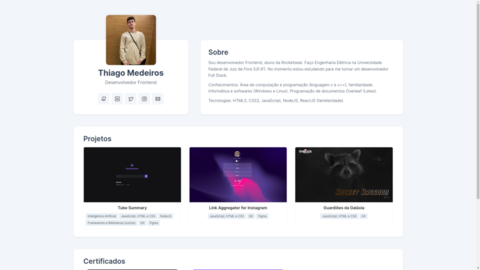 Thiago Medeiros
Desenvolvedor Frontend
Sobre
Sou desenvolvedor Frontend, aluno da Rocketseat. Faço Engenharia Elétrica na Universidade
Federal de Juiz de Fora (UFJF). No momento estou estudando para me tornar um desenvolvedor
Full Stack.
Conhecimentos: Área de computação e programação (linguagem c e c++), familiaridade
informática e softwares (Windows e Linux), Programação de documentos Overleaf (Latex).
Tecnologias: HTML5, CSS3, JavaScript, NodeJS, ReactJS
Projetos
Tube Summary
Inteligência Artificial JavaScript, HTML e CSS NodeJS
Frameworks e Bibliotecas Git Figma
Link Aggregator for Instagram
JavaScript, HTML e CSS Git Figma
ROCKET RACCOON
Guardiões da Galáxia
JavaScript, HTML e CSS Git
Certificados